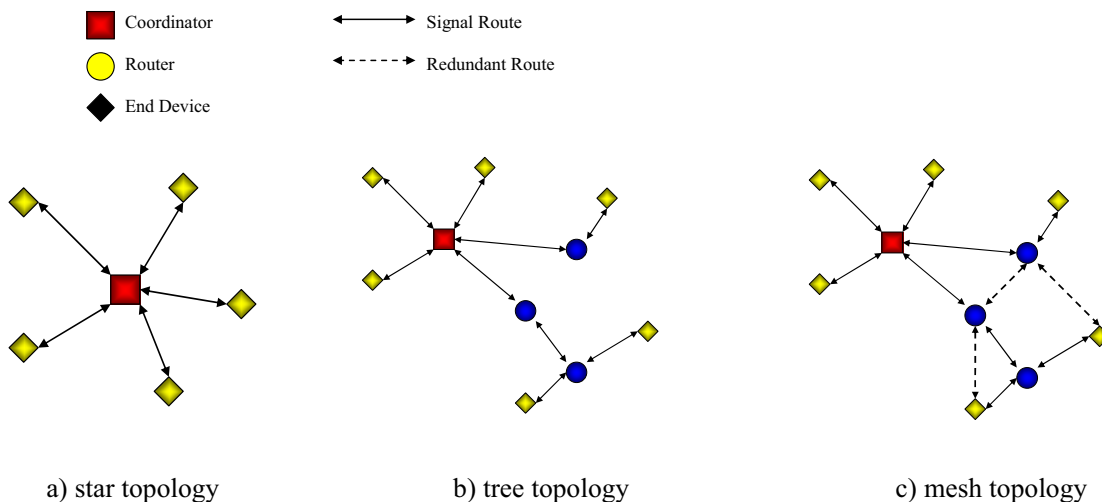 Coordinator
Signal Route
Router
Redundant Route
End Device
a) star topology
b) tree topology
c) mesh topology